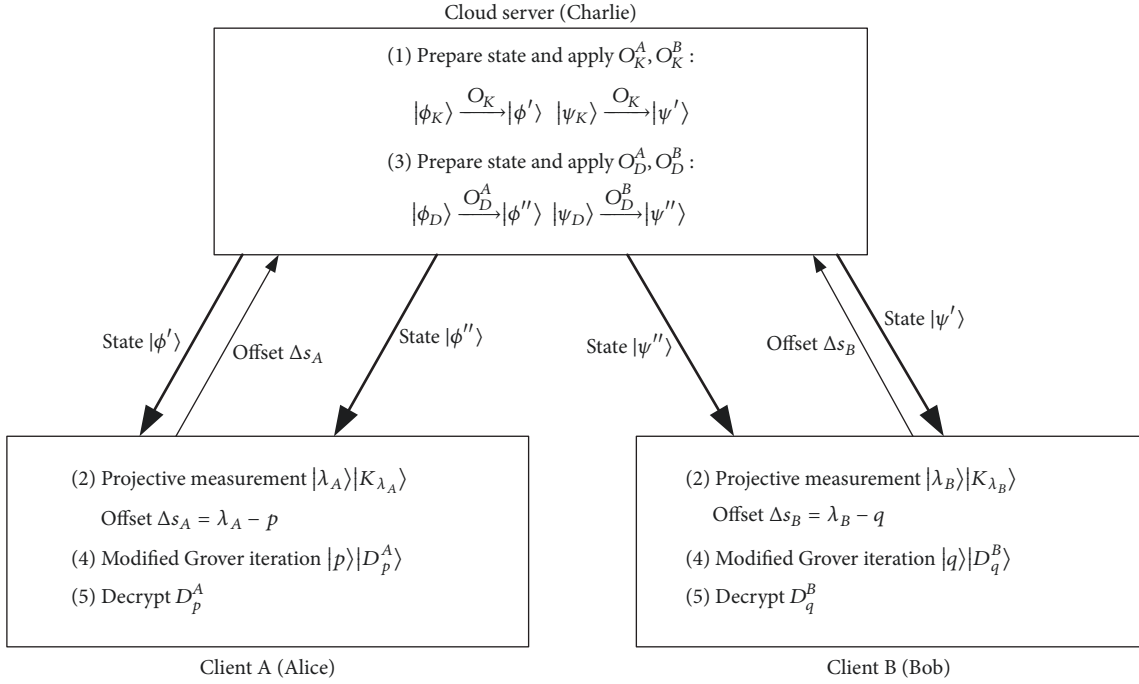 Cloud server (Charlie)
(1) Prepare state and apply O_K^A, O_K^B :
|ϕ_K⟩ —O_K→ |ϕ′⟩ |ψ_K⟩ —O_K→ |ψ′⟩
(3) Prepare state and apply O_D^A, O_D^B :
|ϕ_D⟩ —O_D^A→ |ϕ′′⟩ |ψ_D⟩ —O_D^B→ |ψ′′⟩
State |ϕ′⟩
Offset Δs_A
State |ϕ′′⟩
State |ψ′′⟩
Offset Δs_B
State |ψ′⟩
(2) Projective measurement |λ_A⟩|K_{λ_A}⟩
Offset Δs_A = λ_A − p
(4) Modified Grover iteration |p⟩|D_p^A⟩
(5) Decrypt D_p^A
Client A (Alice)
(2) Projective measurement |λ_B⟩|K_{λ_B}⟩
Offset Δs_B = λ_B − q
(4) Modified Grover iteration |q⟩|D_q^B⟩
(5) Decrypt D_q^B
Client B (Bob)